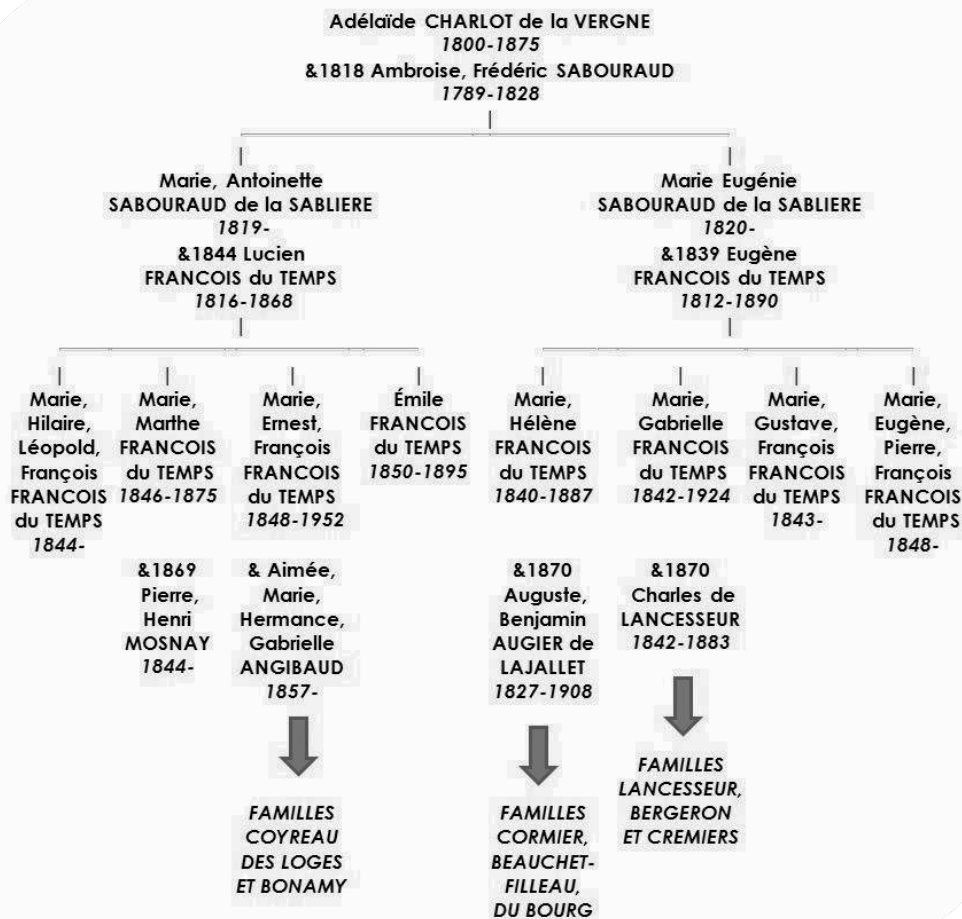 Adélaïde CHARLOT de la VERGNE
1800-1875
&1818 Ambroise, Frédéric SABOURAUD
1789-1828
Marie, Antoinette
SABOURAUD de la SABLIERE
1819-
&1844 Lucien
FRANCOIS du TEMPS
1816-1868
Marie Eugénie
SABOURAUD de la SABLIERE
1820-
&1839 Eugène
FRANCOIS du TEMPS
1812-1890
Marie,
Hilaire,
Léopold,
François
FRANCOIS
du TEMPS
1844-
Marie,
Marthe
FRANCOIS
du TEMPS
1846-1875
&1869
Pierre,
Henri
MOSNAY
1844-
Marie,
Ernest,
François
FRANCOIS
du TEMPS
1848-1952
& Aimée,
Marie,
Hermance,
Gabrielle
ANGIBAUD
1857-
FAMILLES
COYREAU
DES LOGES
ET BONAMY
Émile
FRANCOIS
du TEMPS
1850-1895
Marie,
Hélène
FRANCOIS
du TEMPS
1840-1887
&1870
Auguste,
Benjamin
AUGIER de
LAJALLET
1827-1908
FAMILLES
CORMIER,
BEAUCHET-
FILLEAU,
DU BOURG
Marie,
Gabrielle
FRANCOIS
du TEMPS
1842-1924
&1870
Charles de
LANCESSEUR
1842-1883
FAMILLES
LANCESSEUR,
BERGERON
ET CREMIERS
Marie,
Gustave,
François
FRANCOIS
du TEMPS
1843-
Marie,
Eugène,
Pierre,
François
FRANCOIS
du TEMPS
1848-